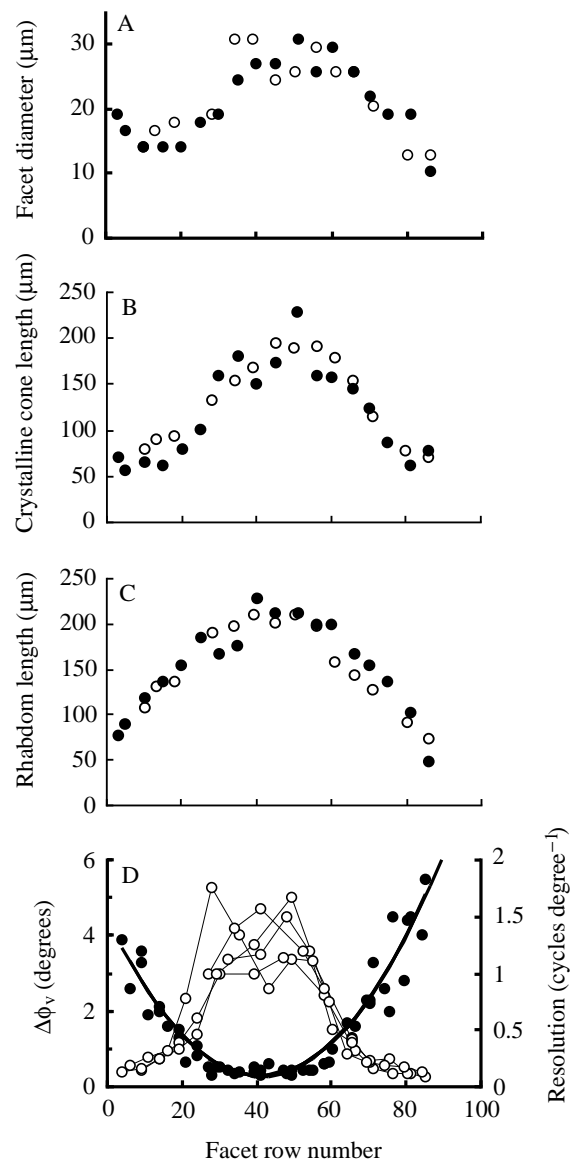 A
Facet diameter (μm)
30
20
10
0
B
Crystalline cone length (μm)
250
200
150
100
50
0
C
Rhabdom length (μm)
250
200
150
100
50
0
D
Δϕv (degrees)
6
4
2
0
2
1.5
1
0.5
0
Resolution (cycles degree−1)
0 20 40 60 80 100
Facet row number